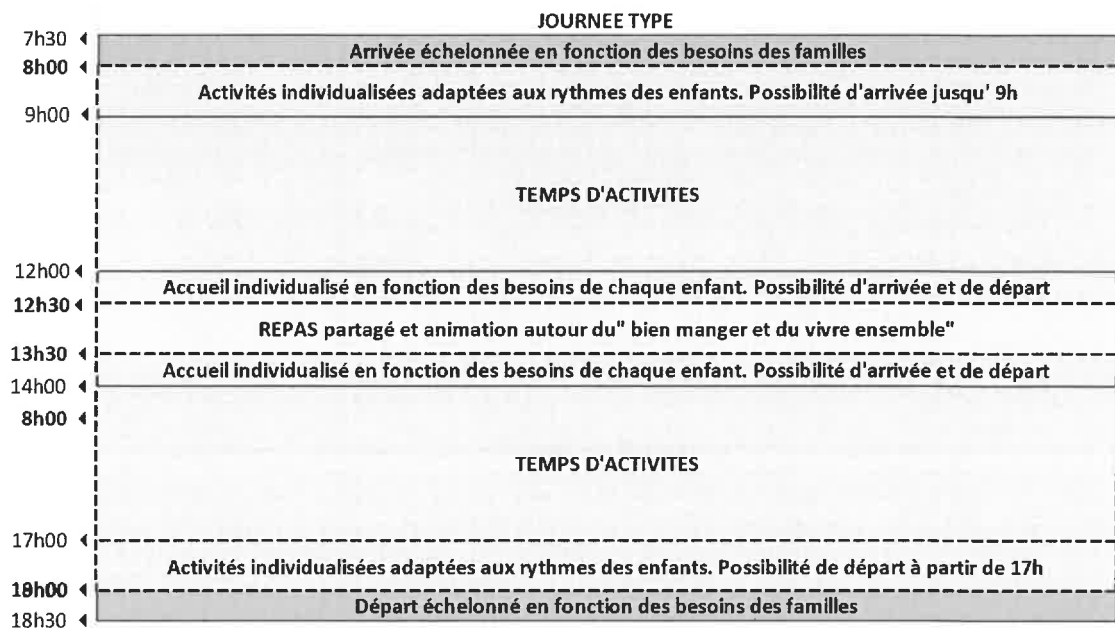 JOURNEE TYPE
7h30
Arrivée échelonnée en fonction des besoins des familles
8h00
Activités individualisées adaptées aux rythmes des enfants. Possibilité d'arrivée jusqu' 9h
9h00
TEMPS D'ACTIVITES
12h00
Accueil individualisé en fonction des besoins de chaque enfant. Possibilité d'arrivée et de départ
12h30
REPAS partagé et animation autour du" bien manger et du vivre ensemble"
13h30
Accueil individualisé en fonction des besoins de chaque enfant. Possibilité d'arrivée et de départ
14h00
8h00
TEMPS D'ACTIVITES
17h00
Activités individualisées adaptées aux rythmes des enfants. Possibilité de départ à partir de 17h
Départ échelonné en fonction des besoins des familles
18h30